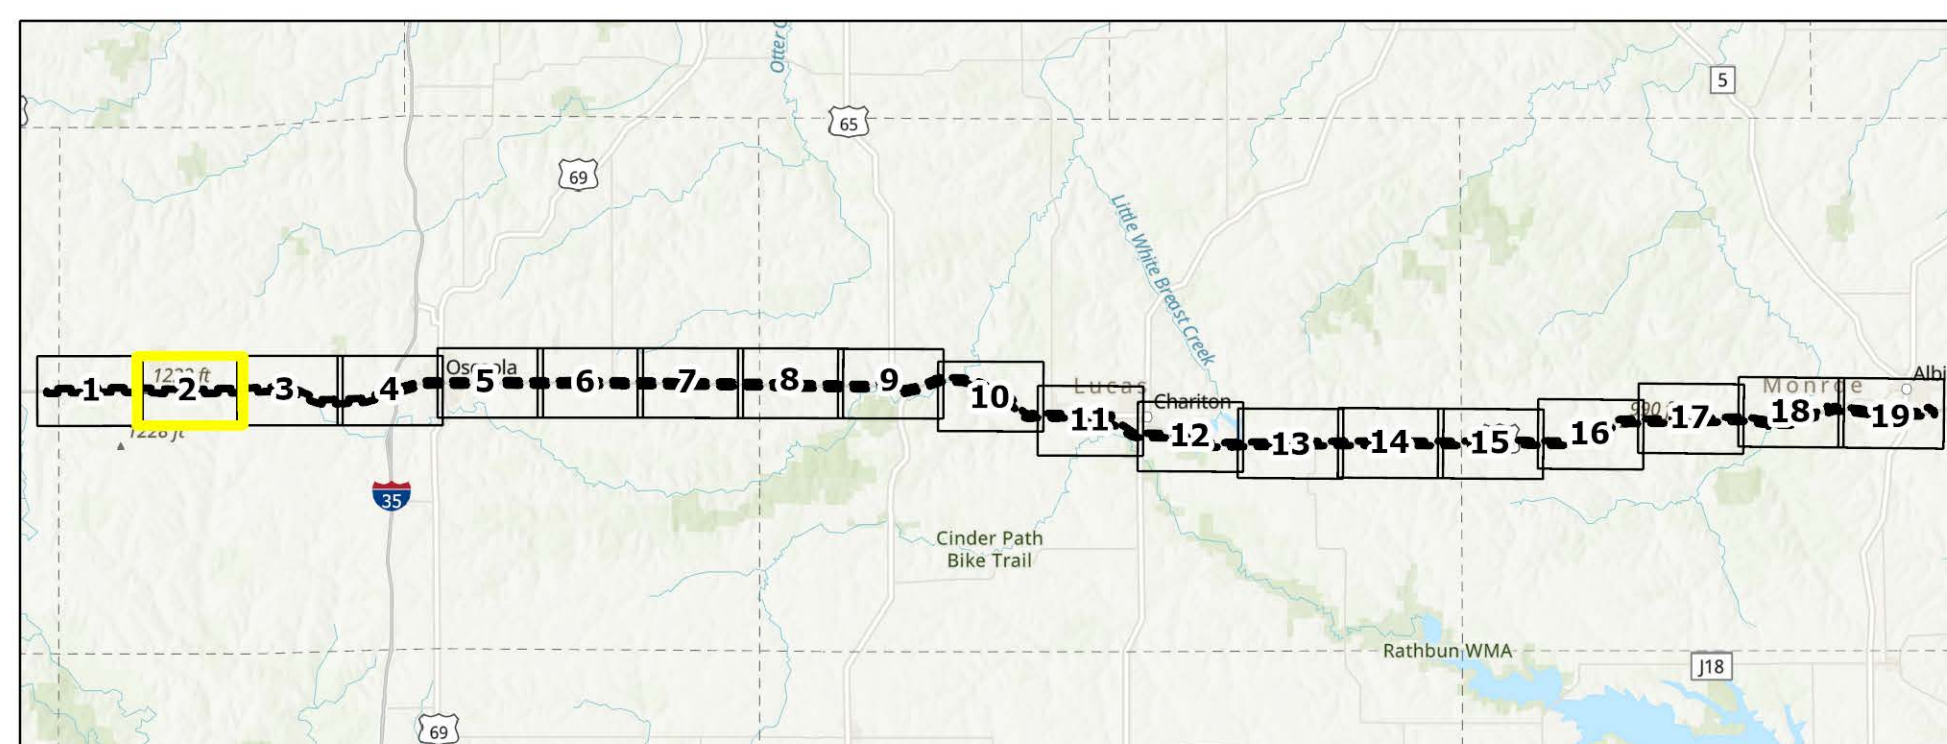 Otter C
5
65
69
Little White Breast Creek
1 2 3 4 5 6 7 8 9 10 11 12 13 14 15 16 17 18 19
ft
Lucas
Monroe
Albi
Chariton
1228 ft
35
Cinder Path
Bike Trail
Rathbun WMA
J18
69